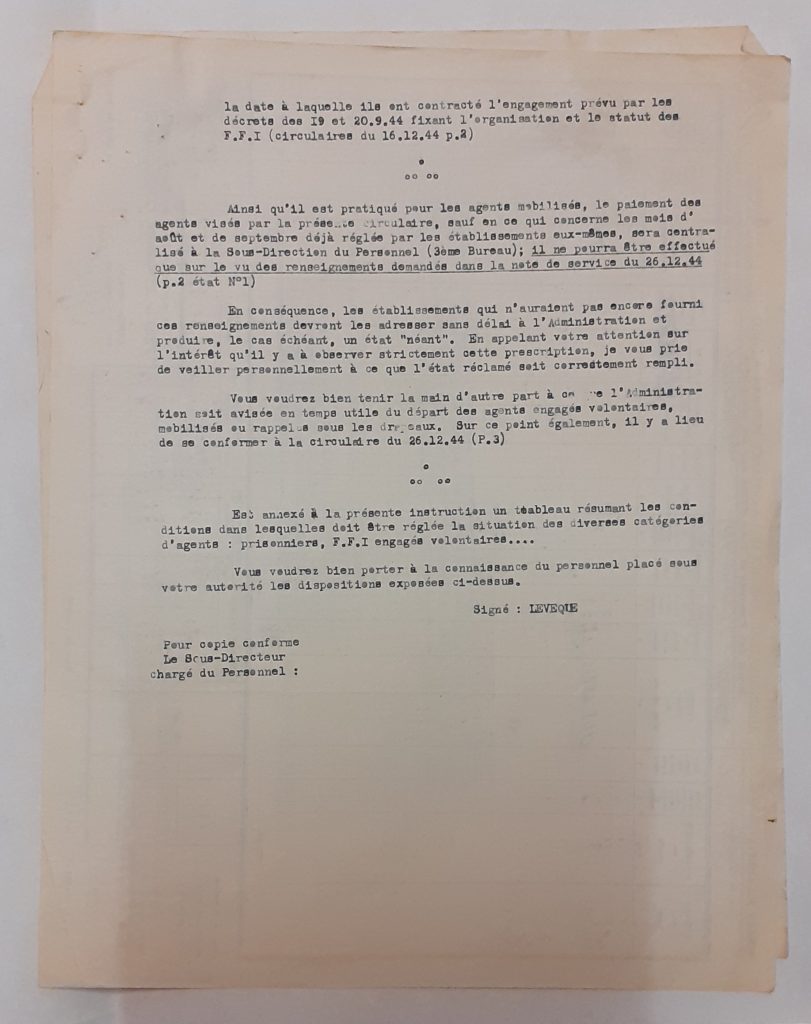 la date à laquelle ils ont contracté l'engagement prévu par les
décrets des I9 et 20.9.44 fixant l'organisation et le statut des
F.F.I (circulaires du 16.12.44 p.2)
o
oo oo
Ainsi qu'il est pratiqué pour les agents mobilisés, le paiement des
agents visés par la présente circulaire, sauf en ce qui concerne les mois d'
août et de septembre déjà réglée par les établissements eux-mêmes, sera centra-
lisé à la Sous-Direction du Personnel (3ème Bureau); il ne pourra être effectué
que sur le vu des renseignements demandés dans la note de service du 26.12.44
(p.2 état N°1)
En conséquence, les établissements qui n'auraient pas encore fourni
ces renseignements devront les adresser sans délai à l'Administration et
produire, le cas échéant, un état "néant". En appelant votre attention sur
l'intérêt qu'il y a à observer strictement cette prescription, je vous prie
de veiller personnellement à ce que l'état réclamé soit correctement rempli.
Vous voudrez bien tenir la main d'autre part à ce que l'Administra-
tion soit avisée en temps utile du départ des agents engagés volontaires,
mobilisés ou rappelés sous les drapeaux. Sur ce point également, il y a lieu
de se conformer à la circulaire du 26.12.44 (P.3)
o
oo oo
Est annexé à la présente instruction un téableau résumant les con-
ditions dans lesquelles doit être réglée la situation des diverses catégories
d'agents : prisonniers, F.F.I engagés volontaires....
Vous voudrez bien porter à la connaissance du personnel placé sous
votre autorité les dispositions exposées ci-dessus.
Signé : LEVEQUE
Pour copie conforme
Le Sous-Directeur
chargé du Personnel :